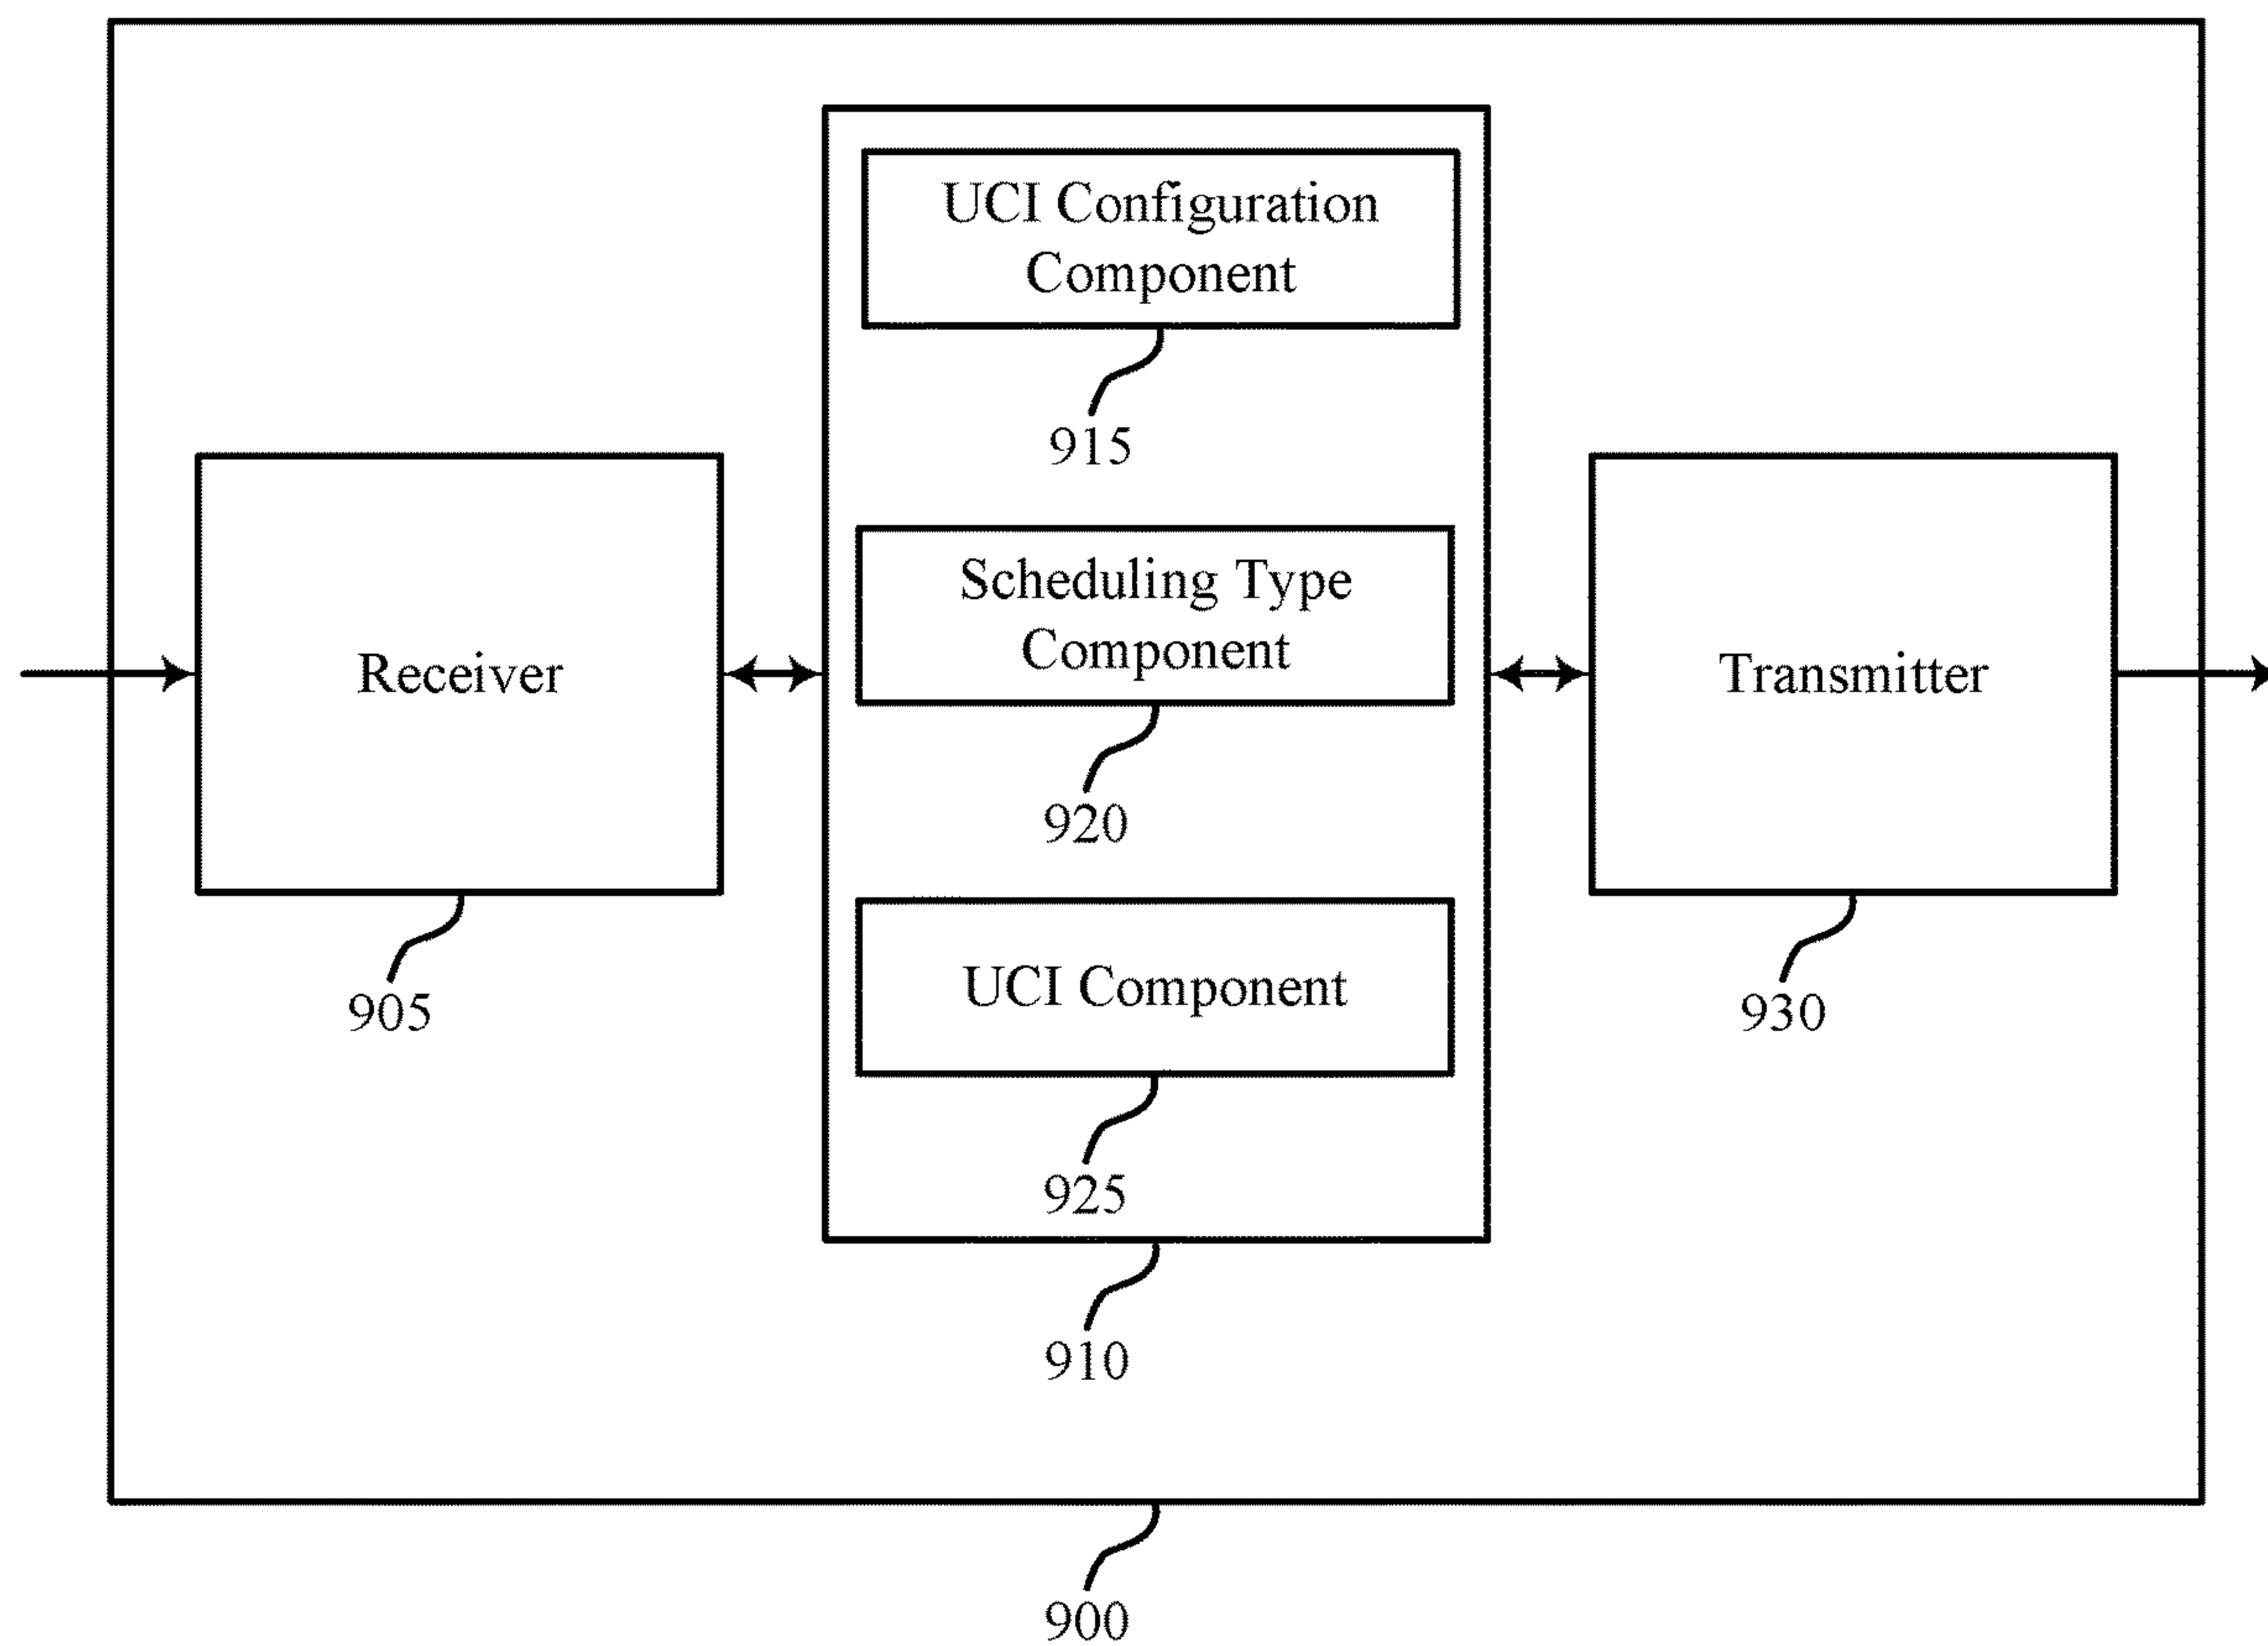 UCI Configuration
Component
915
Scheduling Type
Component
920
Receiver
905
Transmitter
930
UCI Component
925
910
900